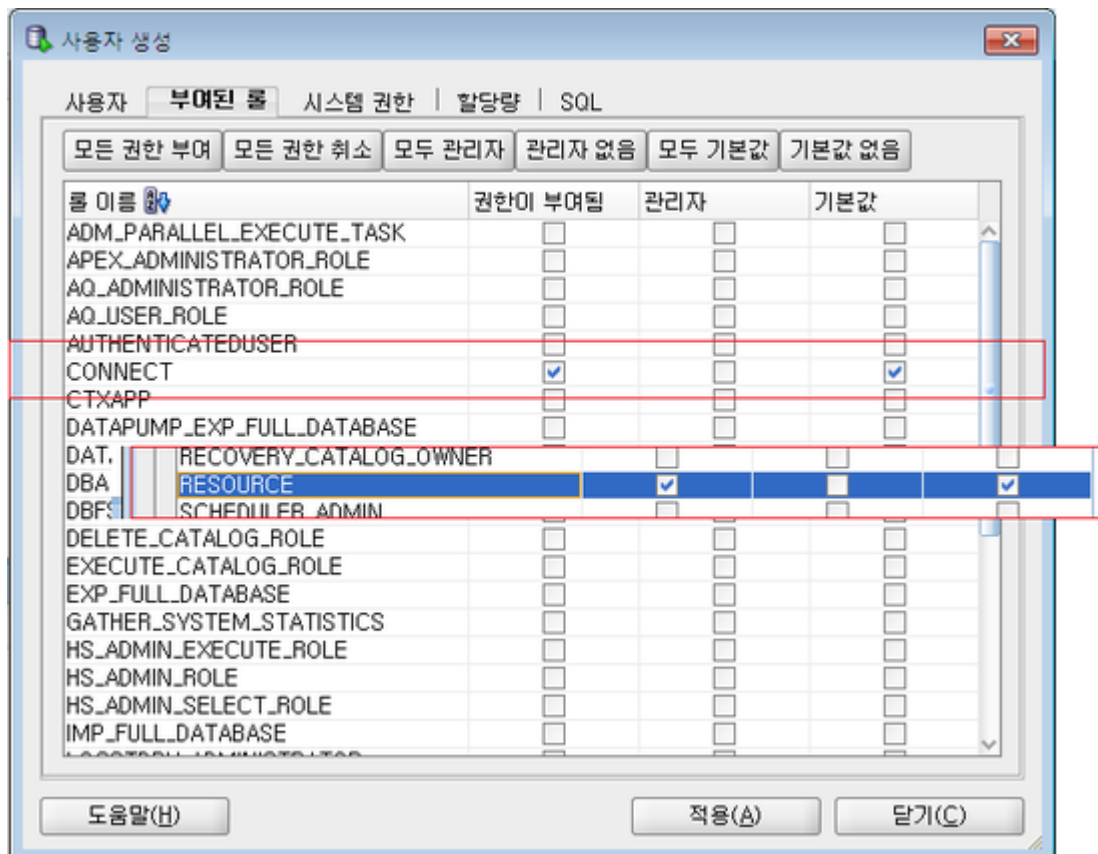 사용자 생성
사용자 부여된 롤 시스템 권한 할당량 SQL
모든 권한 부여 모든 권한 취소 모두 관리자 관리자 없음 모두 기본값 기본값 없음
롤 이름 권한이 부여됨 관리자 기본값
ADM_PARALLEL_EXECUTE_TASK
APEX_ADMINISTRATOR_ROLE
AQ_ADMINISTRATOR_ROLE
AQ_USER_ROLE
AUTHENTICATEDUSER
CONNECT
CTXAPP
DATAPUMP_EXP_FULL_DATABASE
RECOVERY_CATALOG_OWNER
DBA RESOURCE
SCHEDULER_ADMIN
DELETE_CATALOG_ROLE
EXECUTE_CATALOG_ROLE
EXP_FULL_DATABASE
GATHER_SYSTEM_STATISTICS
HS_ADMIN_EXECUTE_ROLE
HS_ADMIN_ROLE
HS_ADMIN_SELECT_ROLE
IMP_FULL_DATABASE
도움말(H) 적용(A) 닫기(C)